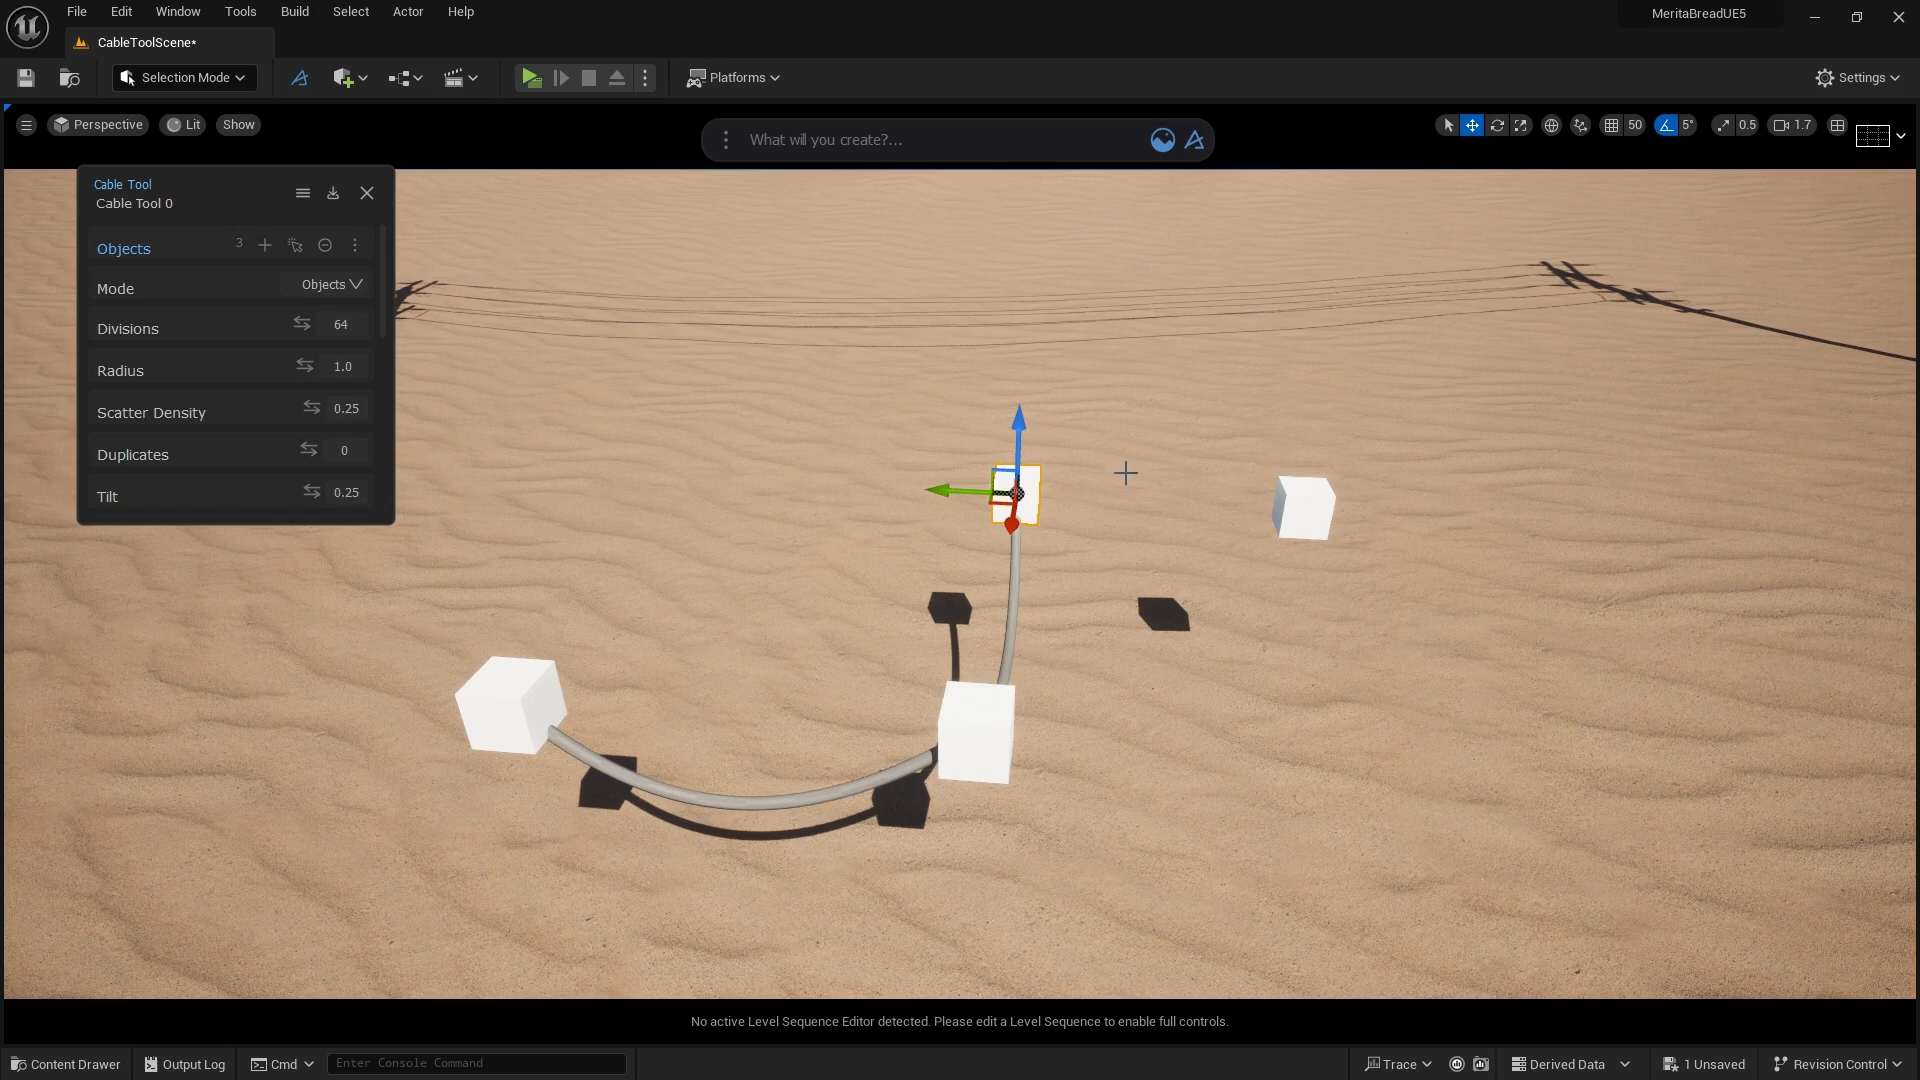 File Edit Window Tools Build Select Actor Help
MeritaBreadUE5
CableToolScene*
Selection Mode
Platforms
Settings
Perspective
Lit
Show
What will you create?...
50
5°
0.5
1.7
Cable Tool
Cable Tool 0
Objects 3
Mode Objects
Divisions 64
Radius 1.0
Scatter Density 0.25
Duplicates 0
Tilt 0.25
No active Level Sequence Editor detected. Please edit a Level Sequence to enable full controls.
Content Drawer
Output Log
Cmd
Enter Console Command
Trace
Derived Data
1 Unsaved
Revision Control